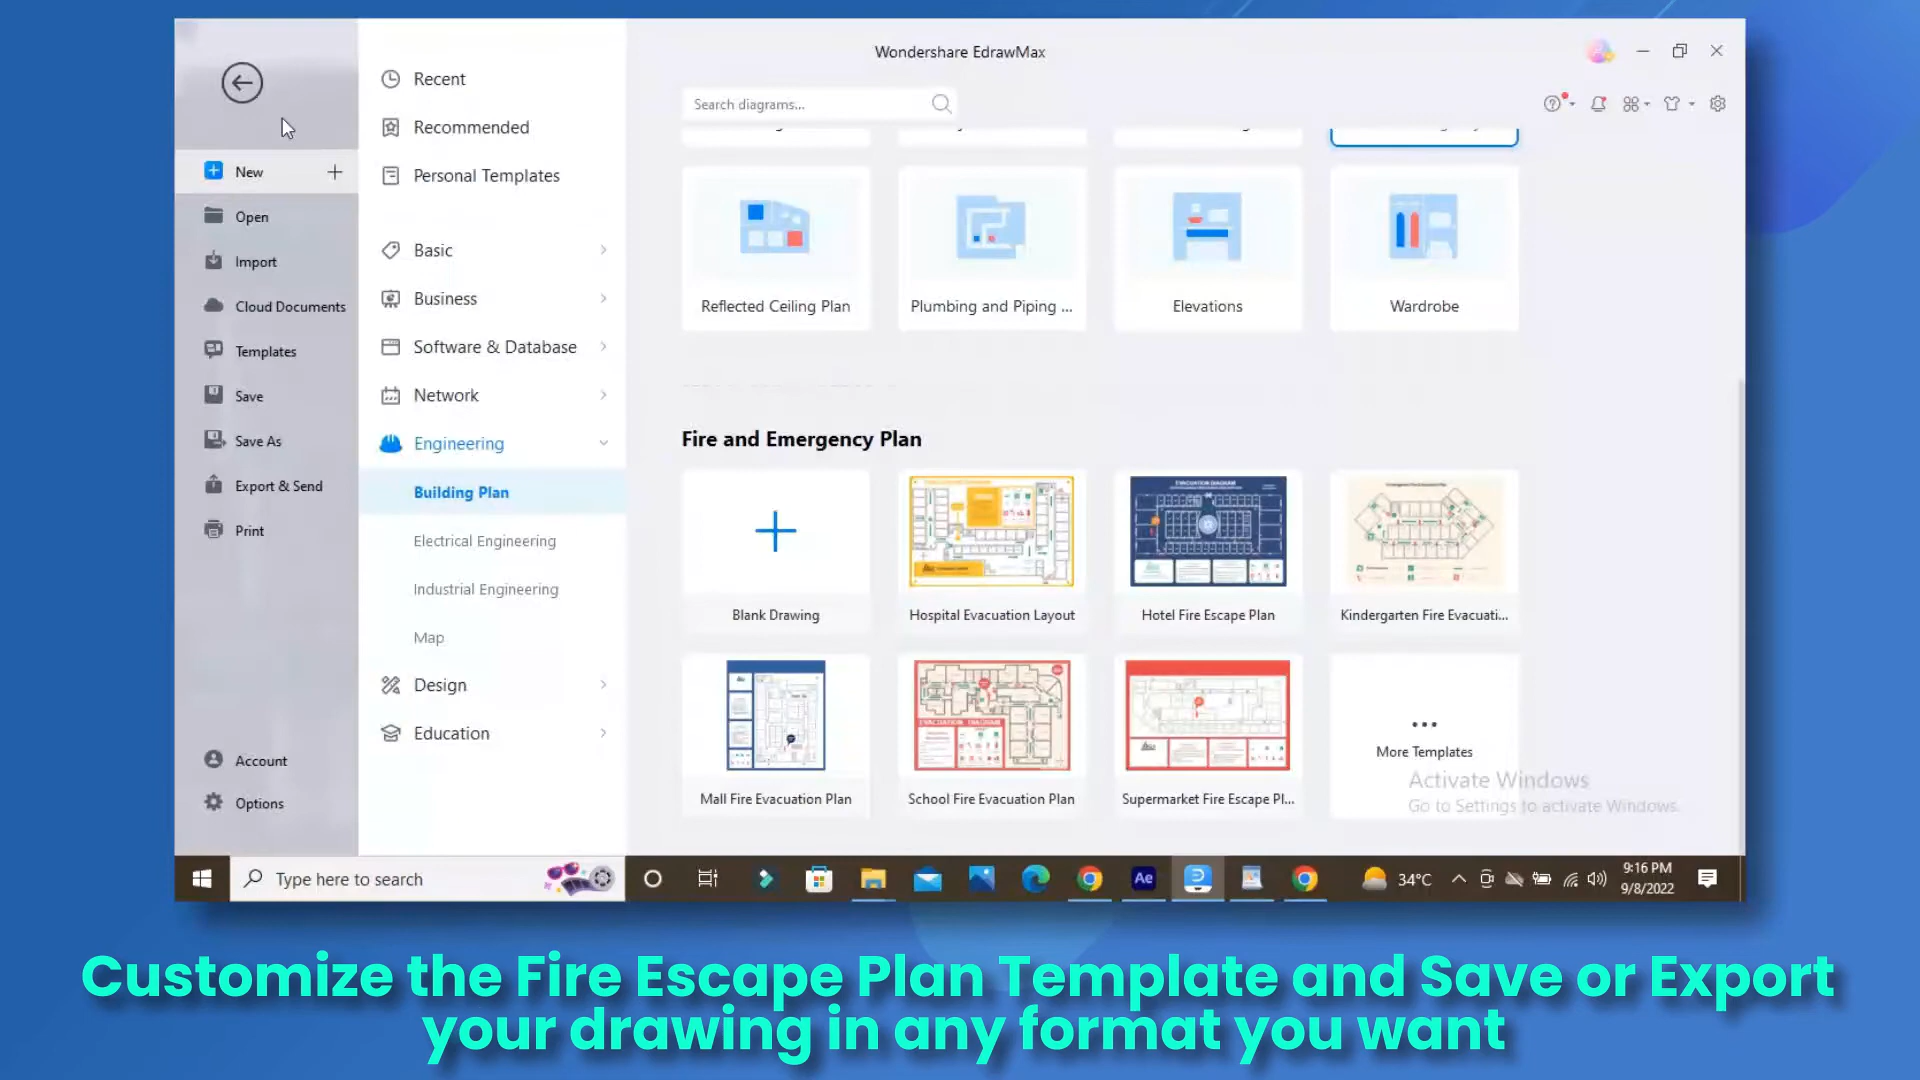 Wondershare EdrawMax
Search diagrams...
New
Open
Import
Cloud Documents
Templates
Save
Save As
Export & Send
Print
Account
Options
Recent
Recommended
Personal Templates
Basic
Business
Software & Database
Network
Engineering
Building Plan
Electrical Engineering
Industrial Engineering
Map
Design
Education
Reflected Ceiling Plan
Plumbing and Piping ...
Elevations
Wardrobe
Fire and Emergency Plan
EVACUATION DIAGRAM
Blank Drawing
Hospital Evacuation Layout
Hotel Fire Escape Plan
Kindergarten Fire Evacuati...
EVACUATION DIAGRAM
Mall Fire Evacuation Plan
School Fire Evacuation Plan
Supermarket Fire Escape Pl...
More Templates
Activate Windows
Go to Settings to activate Windows.
Type here to search
Ae
34°C
9:16 PM
9/8/2022
Customize the Fire Escape Plan Template and Save or Export
your drawing in any format you want